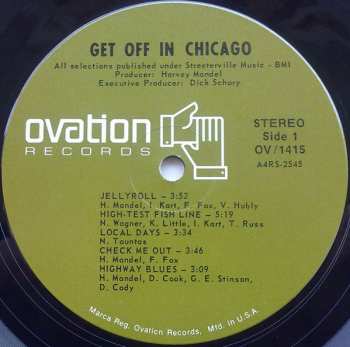 GET OFF IN CHICAGO
All selections published under Streeterville Music - BMI
Producer: Harvey Mandel
Executive Producer: Dick Schory
ovation
RECORDS
STEREO
Side 1
OV/1415
A4RS-2545
JELLYROLL - 3:52
H. Mandel, I. Kart, F. Fox, V. Hubly
HIGH-TEST FISH LINE - 5:19
N. Wagner, K. Little, I. Kart, T. Russ
LOCAL DAYS - 3:34
N. Tountas
CHECK ME OUT - 3:46
H. Mandel, F. Fox
HIGHWAY BLUES - 3:09
H. Mandel, D. Cook, G. E. Stinson,
D. Cody
Marca Reg. Ovation Records, Mfd. in U.S.A.